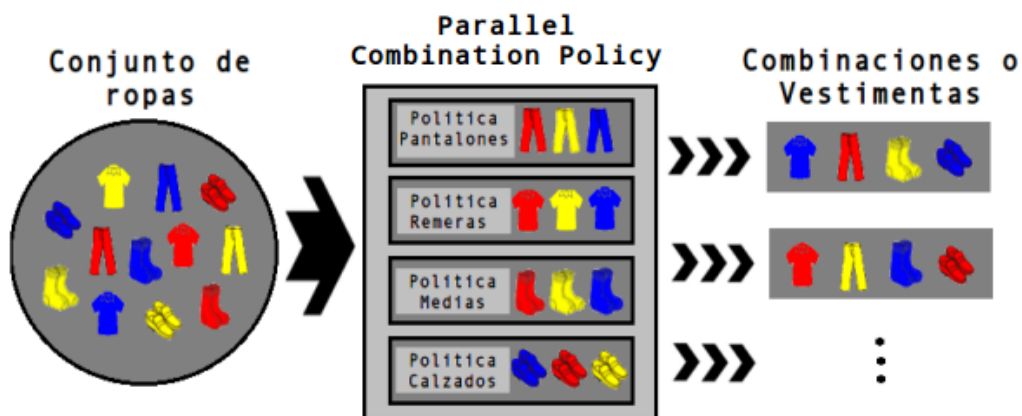 Conjunto de
ropas
Parallel
Combination Policy
Politica
Pantalones
Politica
Remeras
Politica
Medias
Politica
Calzados
Combinaciones o
Vestimentas